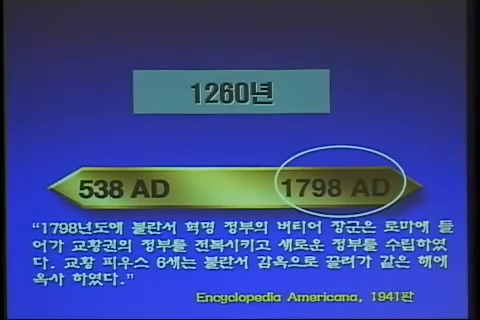 1260년
538 AD
1798 AD
“1798년도에 불란서 혁명 정부의 버티어 장군은 로마에 들
어가 교황권의 정부를 전복시키고 새로운 정부를 수립하였
다. 교황 피우스 6세는 불란서 감옥으로 끌려가 같은 해에
옥사 하였다.”
Encyclopedia Americana, 1941판